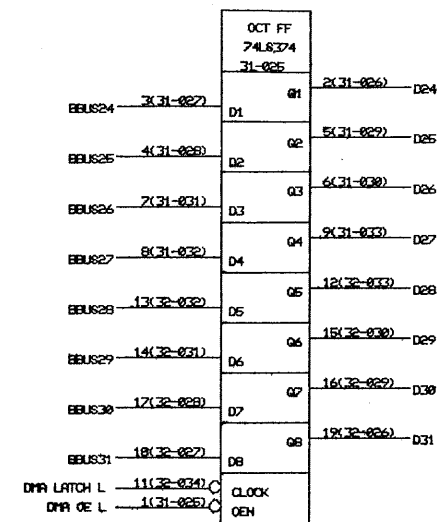 OCT FF
74LS374
31-025
2(31-026) D24
Q1
BBUS24 3(31-027) D1
5(31-029) D25
Q2
BBUS25 4(31-028) D2
6(31-030) D26
Q3
BBUS26 7(31-031) D3
9(31-033) D27
Q4
BBUS27 8(31-032) D4
12(32-033) D28
Q5
BBUS28 13(32-032) D5
15(32-030) D29
Q6
BBUS29 14(32-031) D6
16(32-029) D30
Q7
BBUS30 17(32-028) D7
19(32-026) D31
Q8
BBUS31 18(32-027) D8
DMA LATCH L 11(32-034) CLOCK
DMA OE L 1(31-025) OEN